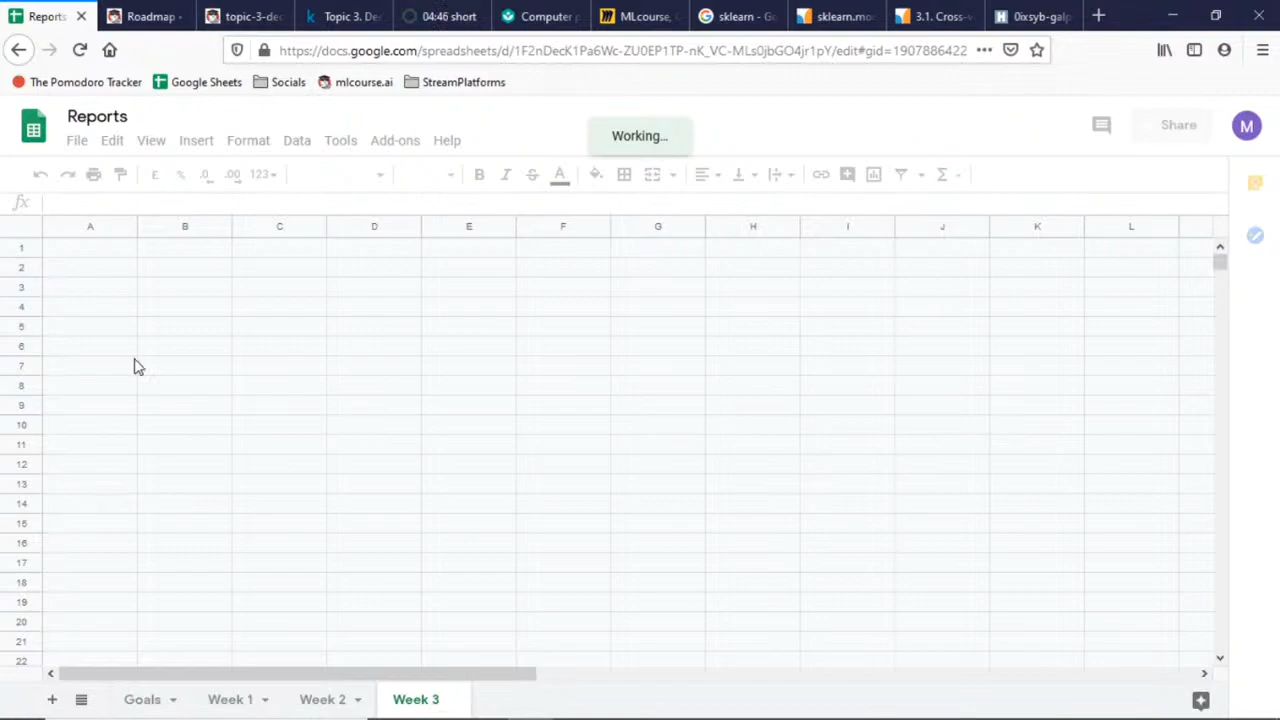 Reports
Roadmap
topic-3-dec
Topic 3. De
04:46 short
Computer p
MLcourse,
sklearn - Go
sklearn.mo
3.1. Cross-v
0ixsyb-galp
https://docs.google.com/spreadsheets/d/1F2nDecK1Pa6Wc-ZU0EP1TP-nK_VC-MLs0jbGO4jr1pY/edit#gid=1907886422
The Pomodoro Tracker
Google Sheets
Socials
mlcourse.ai
StreamPlatforms
Reports
File Edit View Insert Format Data Tools Add-ons Help
Working...
Share
M
£ % .0 .00 123 B I S A Σ
fx
A B C D E F G H I J K L
1
2
3
4
5
6
7
8
9
10
11
12
13
14
15
16
17
18
19
20
21
22
Goals Week 1 Week 2 Week 3